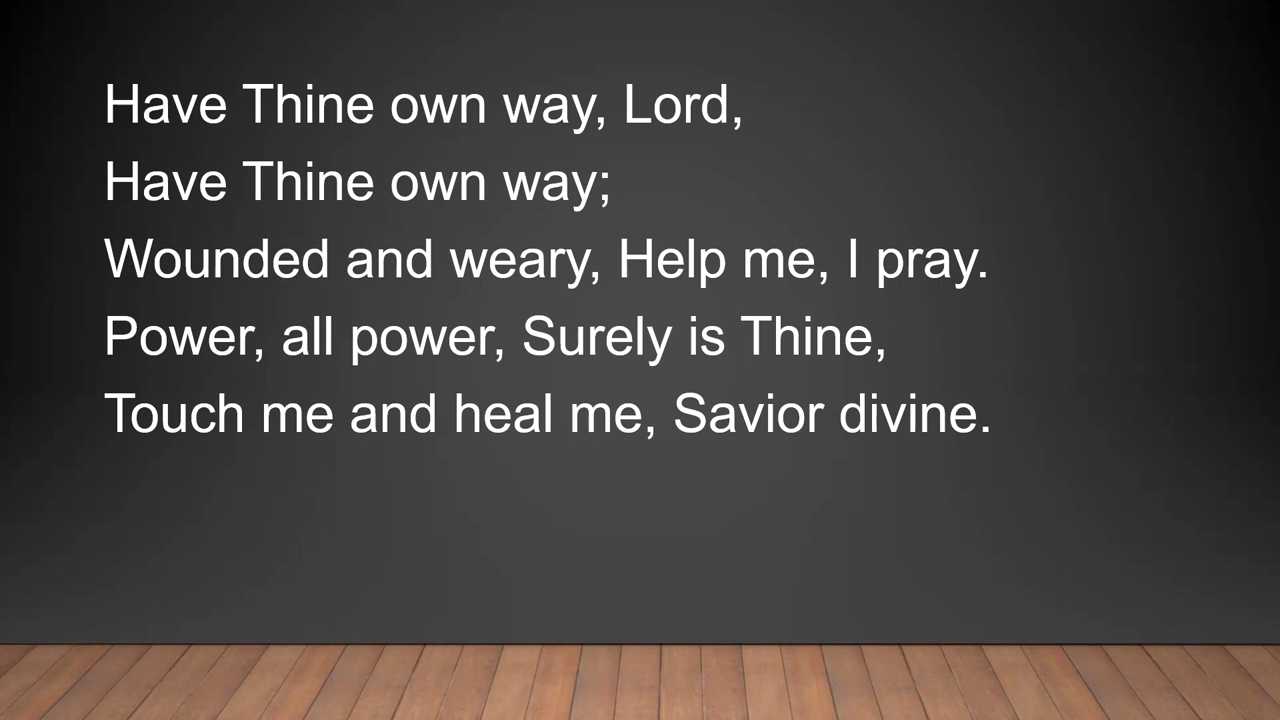 Have Thine own way, Lord,
Have Thine own way;
Wounded and weary, Help me, I pray.
Power, all power, Surely is Thine,
Touch me and heal me, Savior divine.